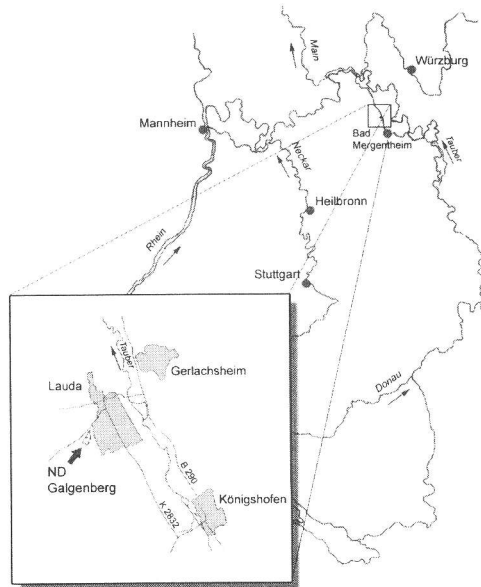 Main
Würzburg
Mannheim
Bad
Mergentheim
Tauber
Neckar
Heilbronn
Rhein
Stuttgart
Donau
Tauber
Gerlachsheim
Lauda
ND
Galgenberg
B 290
K 2832
Königshofen